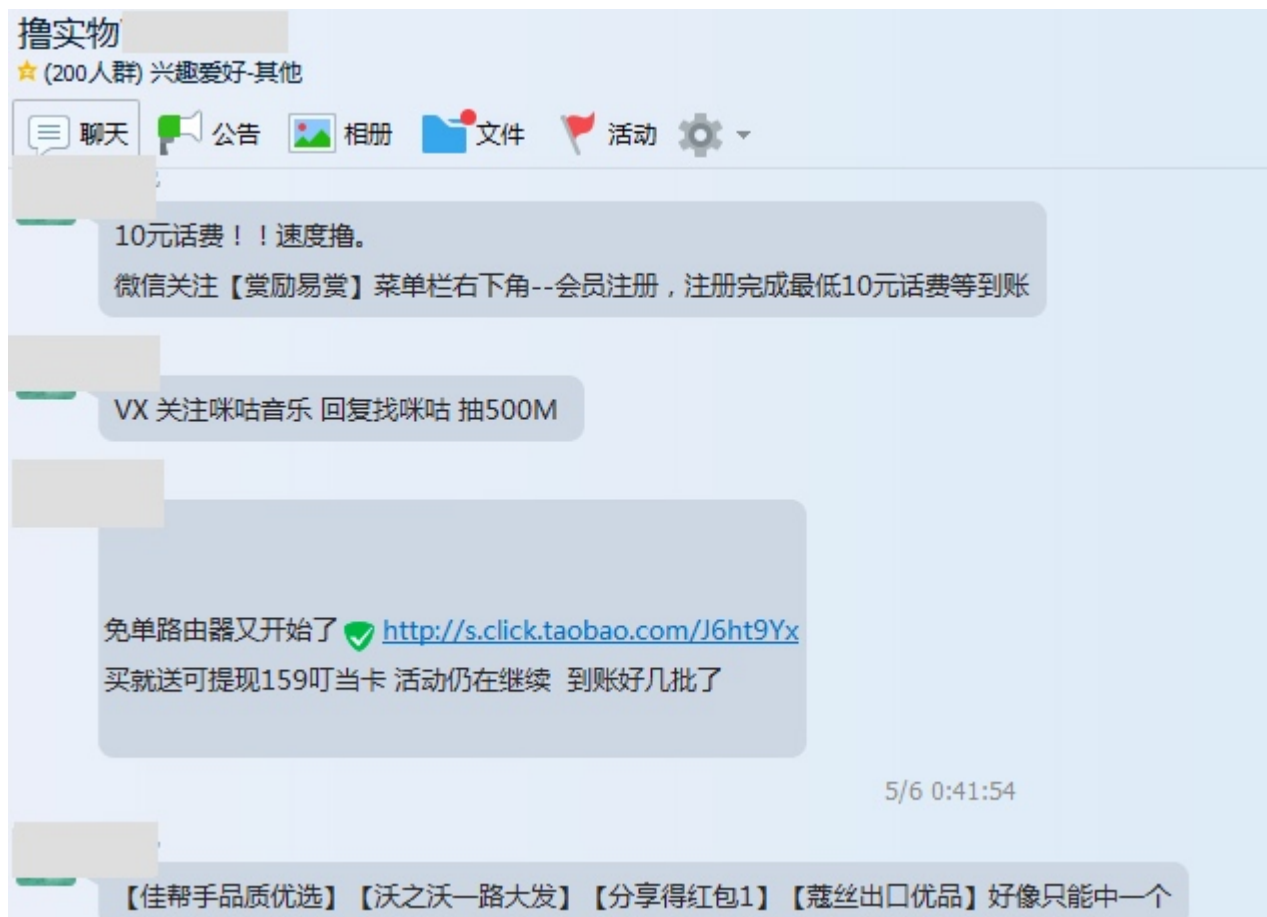 撸实物
(200人群) 兴趣爱好-其他
聊天 公告 相册 文件 活动
10元话费！！速度撸。
微信关注【赏励易赏】菜单栏右下角--会员注册，注册完成最低10元话费等到账
VX 关注咪咕音乐 回复找咪咕 抽500M
免单路由器又开始了 http://s.click.taobao.com/J6ht9Yx
买就送可提现159叮当卡 活动仍在继续 到账好几批了
5/6 0:41:54
【佳帮手品质优选】【沃之沃一路大发】【分享得红包1】【蔻丝出口优品】好像只能中一个